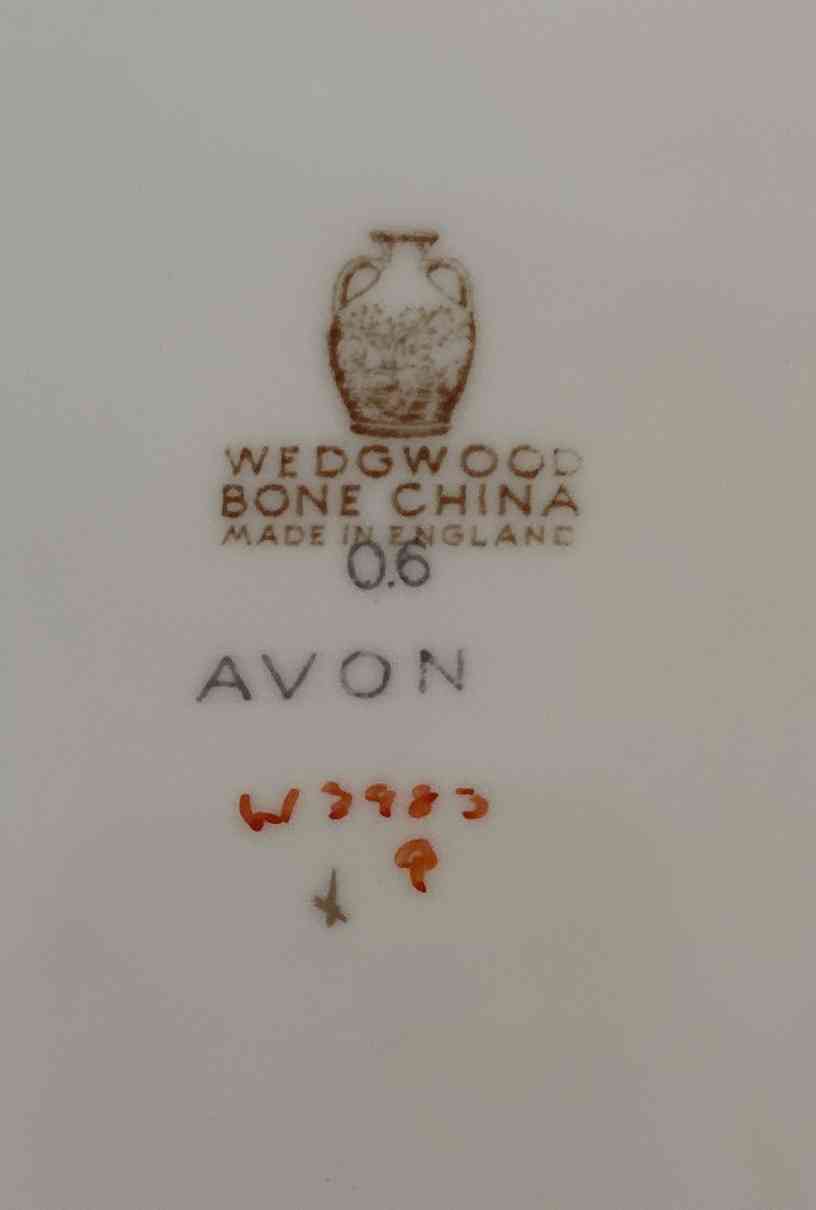 WEDGWOOD
BONE CHINA
MADE IN ENGLAND
0.6
AVON
W3983